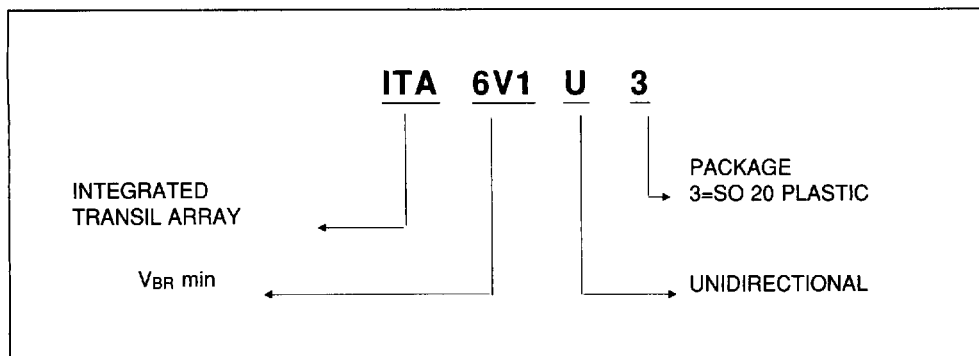 ITA 6V1 U 3
PACKAGE
3=SO 20 PLASTIC
INTEGRATED
TRANSIL ARRAY
VBR min
UNIDIRECTIONAL